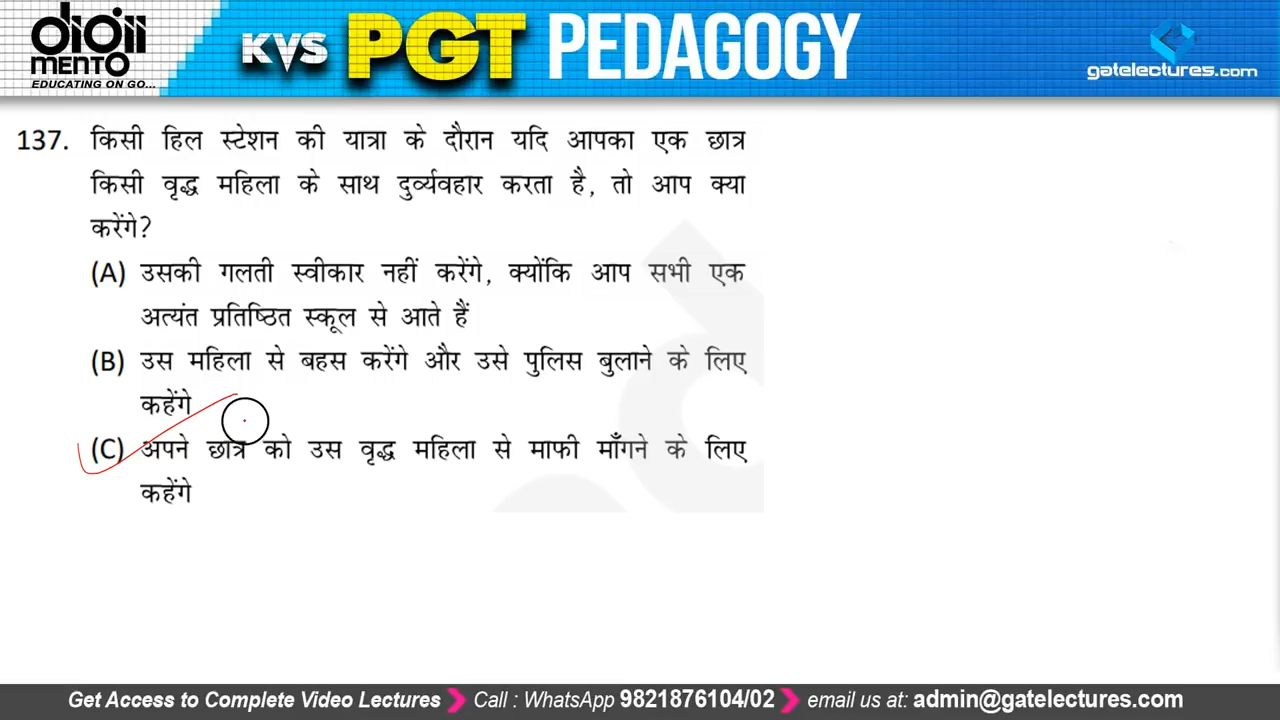 digii
MENTO
EDUCATING ON GO...
KVS PGT PEDAGOGY
gatelectures.com
137. किसी हिल स्टेशन की यात्रा के दौरान यदि आपका एक छात्र
किसी वृद्ध महिला के साथ दुर्व्यवहार करता है, तो आप क्या
करेंगे?
(A) उसकी गलती स्वीकार नहीं करेंगे, क्योंकि आप सभी एक
अत्यंत प्रतिष्ठित स्कूल से आते हैं
(B) उस महिला से बहस करेंगे और उसे पुलिस बुलाने के लिए
कहेंगे
(C) अपने छात्र को उस वृद्ध महिला से माफी माँगने के लिए
कहेंगे
Get Access to Complete Video Lectures Call : WhatsApp 9821876104/02 email us at: admin@gatelectures.com